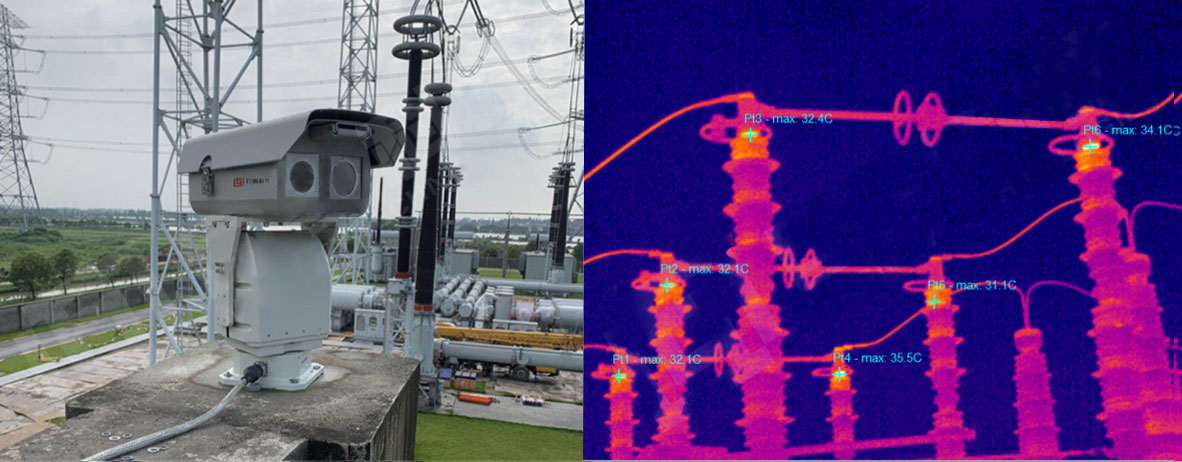 Pt3 - max: 32.4C
Pt6 - max: 34.1C
Pt2 - max: 32.1C
Pt5 - max: 31.1C
Pt1 - max: 32.1C
Pt4 - max: 35.5C